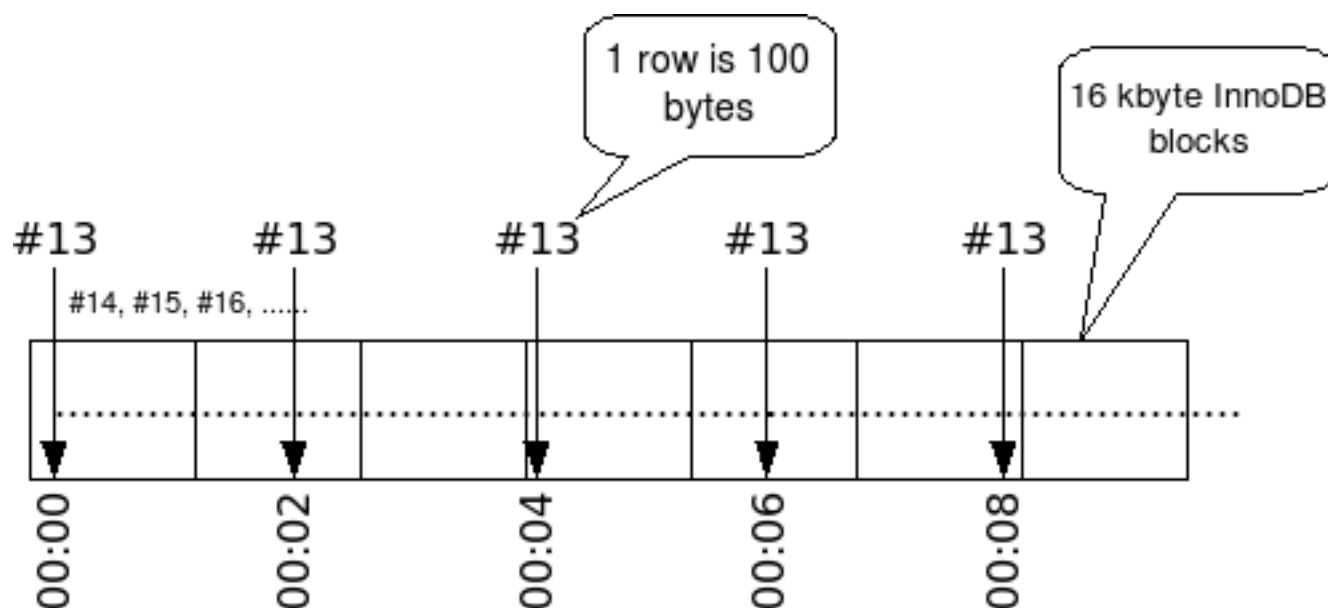 1 row is 100
bytes
16 kbyte InnoDB
blocks
#13 #13 #13 #13 #13
#14, #15, #16, ......
00:00 00:02 00:04 00:06 00:08